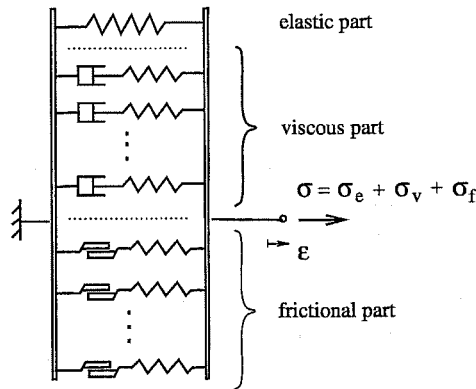 elastic part
viscous part
σ = σe + σv + σf
ε
frictional part